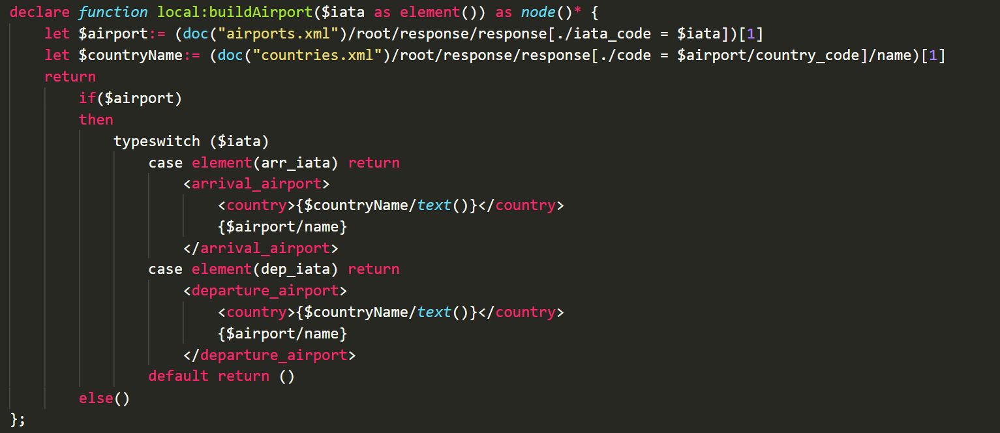 declare function local:buildAirport($iata as element()) as node()* {
    let $airport:= (doc("airports.xml")/root/response/response[./iata_code = $iata])[1]
    let $countryName:= (doc("countries.xml")/root/response/response[./code = $airport/country_code]/name)[1]
    return
        if($airport)
        then
            typeswitch ($iata)
                case element(arr_iata) return
                    <arrival_airport>
                        <country>{$countryName/text()}</country>
                        {$airport/name}
                    </arrival_airport>
                case element(dep_iata) return
                    <departure_airport>
                        <country>{$countryName/text()}</country>
                        {$airport/name}
                    </departure_airport>
                default return ()
        else()
};